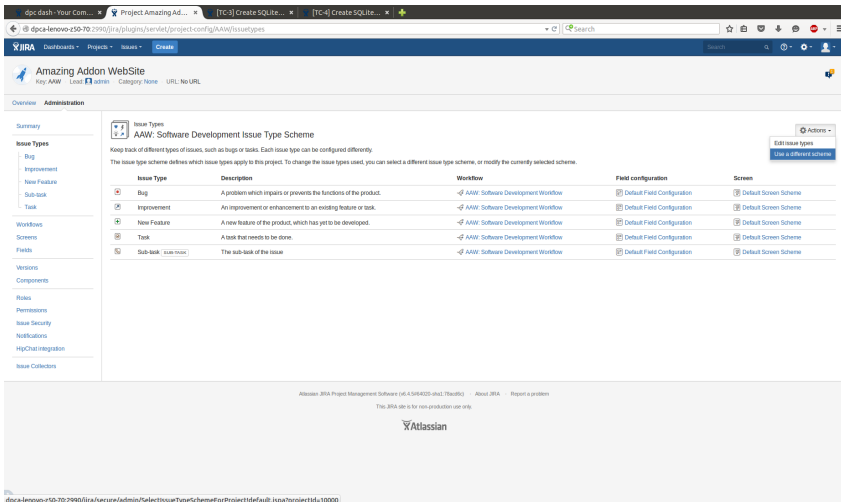 dpc dash - Your Com... × Project Amazing Ad... × [TC-3] Create SQLite... × [TC-4] Create SQLite... ×
dpca-lenovo-z50-70:2990/jira/plugins/servlet/project-config/AAW/issuetypes Search
JIRA Dashboards Projects Issues Create Search
Amazing Addon WebSite
Key: AAW Lead: admin Category: None URL: No URL
Overview Administration
Summary
Issue Types
Bug
Improvement
New Feature
Sub-task
Task
Workflows
Screens
Fields
Versions
Components
Roles
Permissions
Issue Security
Notifications
HipChat integration
Issue Collectors
Issue Types
AAW: Software Development Issue Type Scheme
Actions
Edit issue types
Use a different scheme
Keep track of different types of issues, such as bugs or tasks. Each issue type can be configured differently.
The issue type scheme defines which issue types apply to this project. To change the issue types used, you can select a different issue type scheme, or modify the currently selected scheme.
Issue Type Description Workflow Field configuration Screen
Bug A problem which impairs or prevents the functions of the product. AAW: Software Development Workflow Default Field Configuration Default Screen Scheme
Improvement An improvement or enhancement to an existing feature or task. AAW: Software Development Workflow Default Field Configuration Default Screen Scheme
New Feature A new feature of the product, which has yet to be developed. AAW: Software Development Workflow Default Field Configuration Default Screen Scheme
Task A task that needs to be done. AAW: Software Development Workflow Default Field Configuration Default Screen Scheme
Sub-task SUB-TASK The sub-task of the issue AAW: Software Development Workflow Default Field Configuration Default Screen Scheme
Atlassian JIRA Project Management Software · About JIRA · Report a problem
This JIRA site is for non-production use only.
Atlassian
dpca-lenovo-z50-70:2990/jira/secure/admin/SelectIssueTypeSchemeForProject!default.jspa?projectId=10000